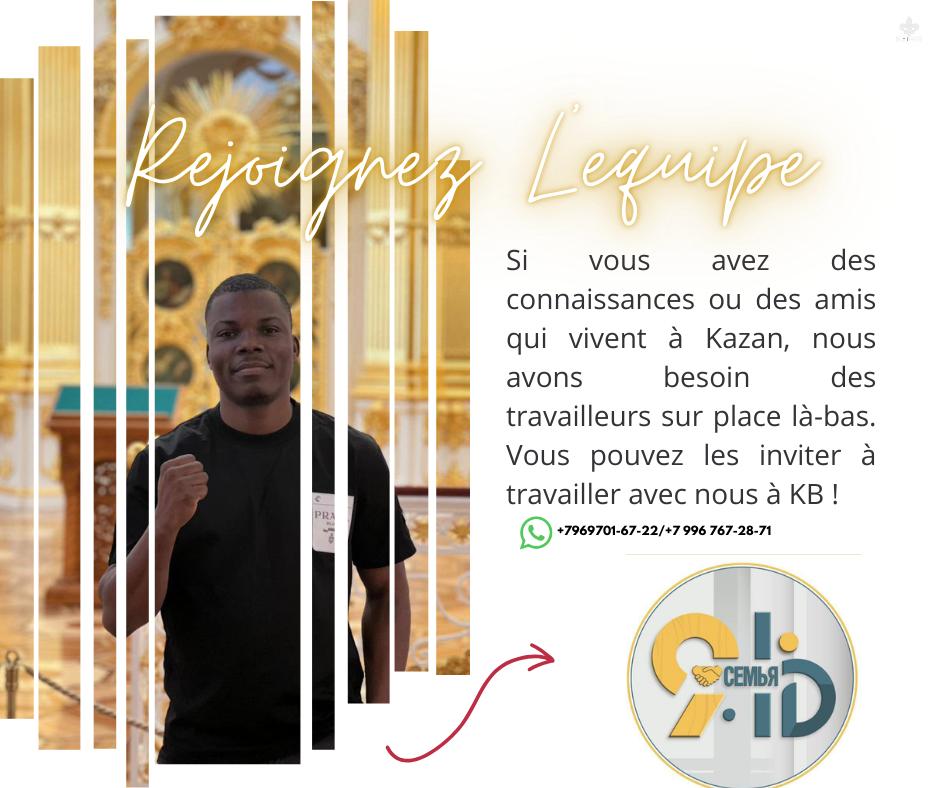 Rejoignez L'equipe
Si vous avez des
connaissances ou des amis
qui vivent à Kazan, nous
avons besoin des
travailleurs sur place là-bas.
Vous pouvez les inviter à
travailler avec nous à KB !
+7969701-67-22/+7 996 767-28-71
PRA
СЕМЬЯ